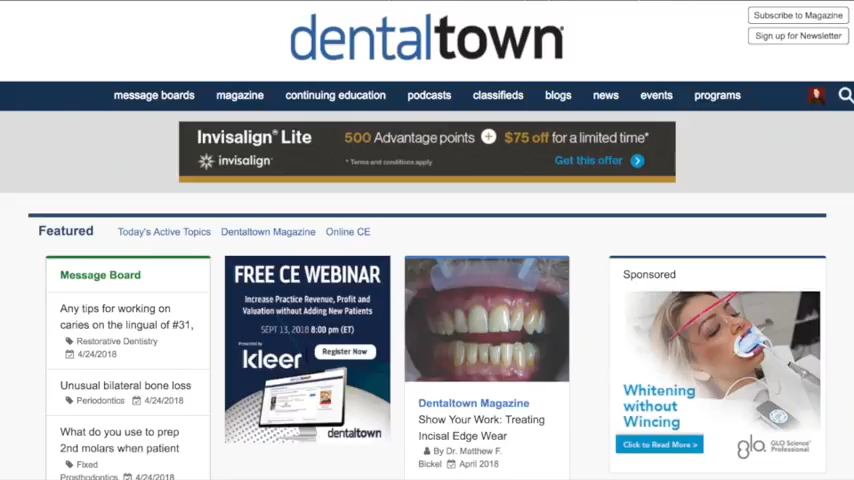 dentaltown
Subscribe to Magazine
Sign up for Newsletter
message boards
magazine
continuing education
podcasts
classifieds
blogs
news
events
programs
Invisalign® Lite
invisalign
500 Advantage points + $75 off for a limited time*
* Terms and conditions apply
Get this offer
Featured
Today's Active Topics
Dentaltown Magazine
Online CE
Message Board
Any tips for working on
caries on the lingual of #31,
Restorative Dentistry
4/24/2018
Unusual bilateral bone loss
Periodontics 4/24/2018
What do you use to prep
2nd molars when patient
Fixed
Prosthodontics 4/24/2018
FREE CE WEBINAR
Increase Practice Revenue, Profit and
Valuation without Adding New Patients
SEPT 13, 2018 8:00 pm (ET)
Presented by
kleer
Register Now
dentaltown
Dentaltown Magazine
Show Your Work: Treating
Incisal Edge Wear
By Dr. Matthew F.
Bickel April 2018
Sponsored
Whitening
without
Wincing
Click to Read More >
glo GLO Science®
Professional